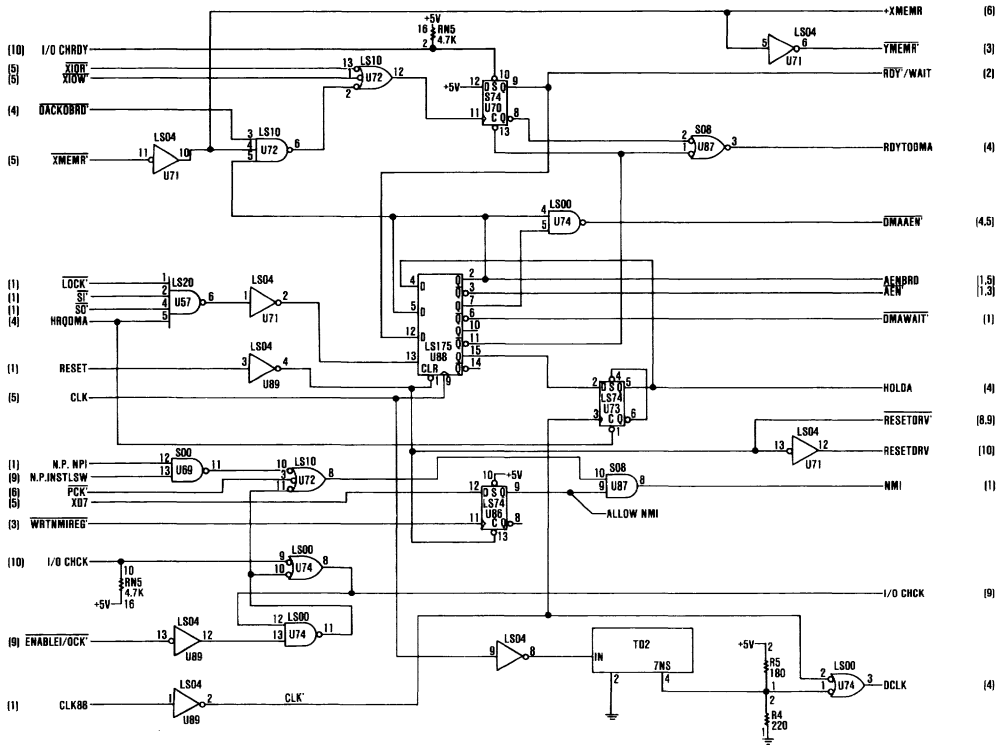 +XMEMR (6)
+5V
16 RN5
4.7K
2
LS04
5 6 YMEMR' (3)
U71
(10) I/O CHRDY
LS10
(5) XIOR' 13
(5) XIOW' 1 U72 12
2
10
+5V 12 D S Q 9 RDY'/WAIT (2)
S74
U70
11 C Q 8
13
(4) DACK0BRD'
LS10
3
4 U72 6
5
LS04
(5) XMEMR' 11 10
U71
S08
2 3 RDYTODMA (4)
1 U87
LS00
4
5 U74 DMAAEN' (4,5)
(1) LOCK' 1 LS20
(1) S1' 2 U57 6
(1) S0' 4
(4) HRQDMA 5
LS04
1 2
U71
4 D Q 2 AENBRD (1,5)
Q 3 AEN' (1,3)
5 D Q 7
Q 6 DMAWAIT' (1)
12 D Q 10
Q 11
LS175 Q 15
13 U88 Q 14
CLR
1 9
LS04
(1) RESET 3 4
U89
(5) CLK
4
2 D S Q 5 HOLDA (4)
LS74
U73
3 C Q 6
1
RESETDRV' (8,9)
LS04
13 12 RESETDRV (10)
U71
S00
(1) N.P. NPI 12 11
(9) N.P.INSTLSW 13 U69
LS10
10
3 8
11 U72
(6) PCK'
(5) XD7
10 +5V
12 D S Q 9
LS74
U86
11 C Q 8
13
S08
10
9 U87 8 NMI (1)
ALLOW NMI
(3) WRTNMIREG'
(10) I/O CHCK
10
RN5
4.7K
+5V 16
LS00
9 8
10 U74
I/O CHCK (9)
LS00
12
13 U74 11
LS04
(9) ENABLEI/OCK' 13 12
U89
LS04
9 8
IN T02
7NS
2 4
+5V 2
R5
180
1
2
R4
220
1
LS00
2
1 U74 3 DCLK (4)
LS04
(1) CLK88 1 2 CLK'
U89